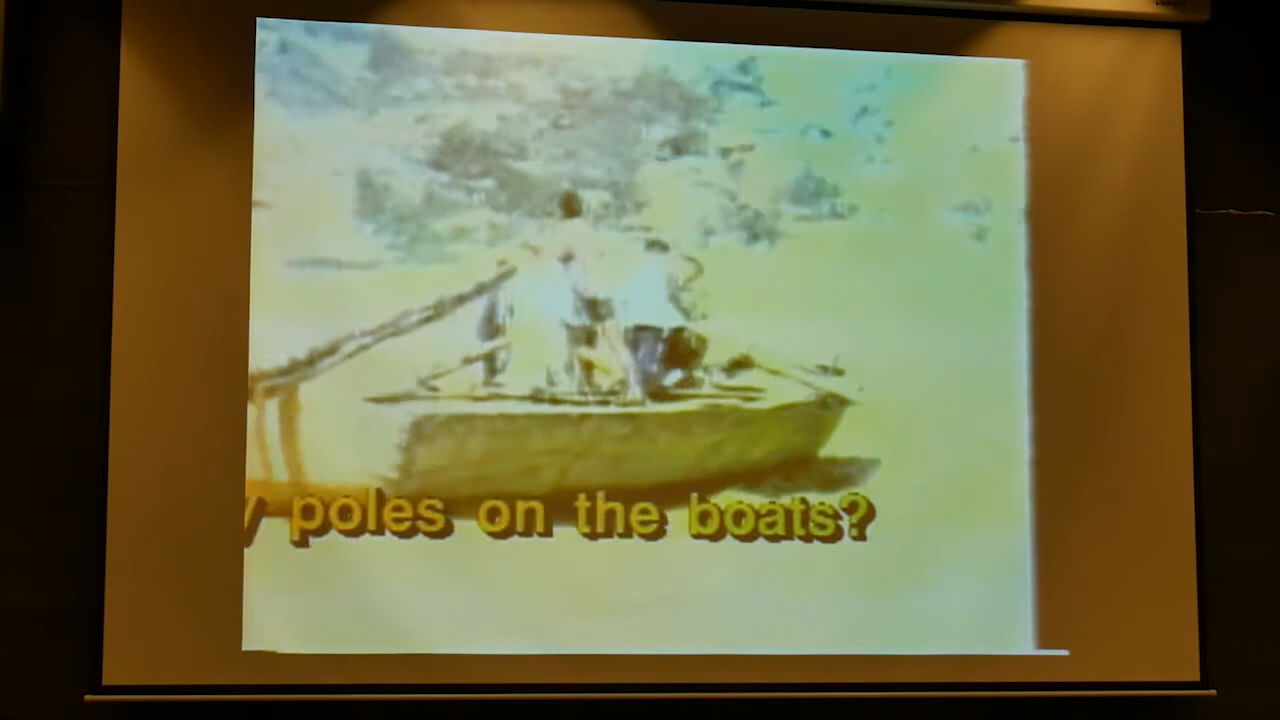 y poles on the boats?